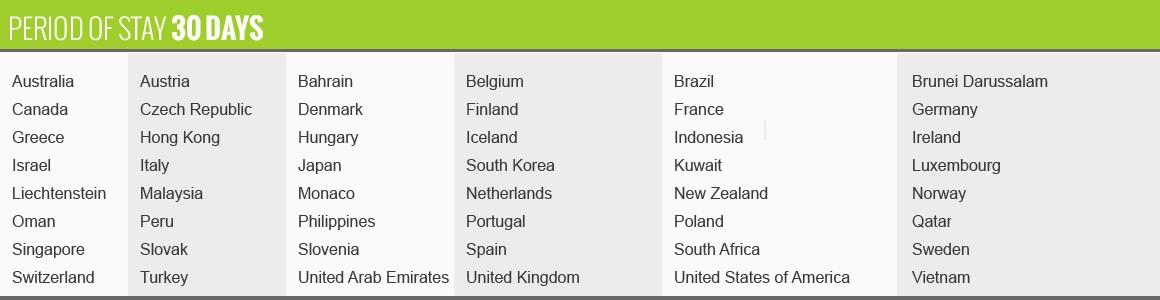 PERIOD OF STAY 30 DAYS
Australia Austria Bahrain Belgium Brazil Brunei Darussalam
Canada Czech Republic Denmark Finland France Germany
Greece Hong Kong Hungary Iceland Indonesia Ireland
Israel Italy Japan South Korea Kuwait Luxembourg
Liechtenstein Malaysia Monaco Netherlands New Zealand Norway
Oman Peru Philippines Portugal Poland Qatar
Singapore Slovak Slovenia Spain South Africa Sweden
Switzerland Turkey United Arab Emirates United Kingdom United States of America Vietnam